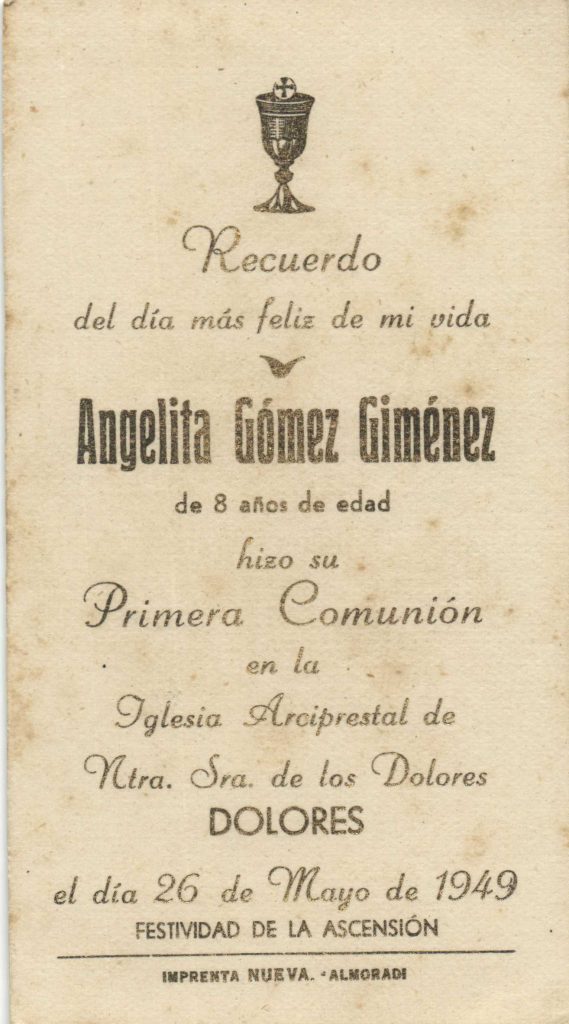 Recuerdo
del día más feliz de mi vida
Angelita Gómez Giménez
de 8 años de edad
hizo su
Primera Comunión
en la
Iglesia Arciprestal de
Ntra. Sra. de los Dolores
DOLORES
el día 26 de Mayo de 1949
FESTIVIDAD DE LA ASCENSIÓN
IMPRENTA NUEVA. - ALMORADI